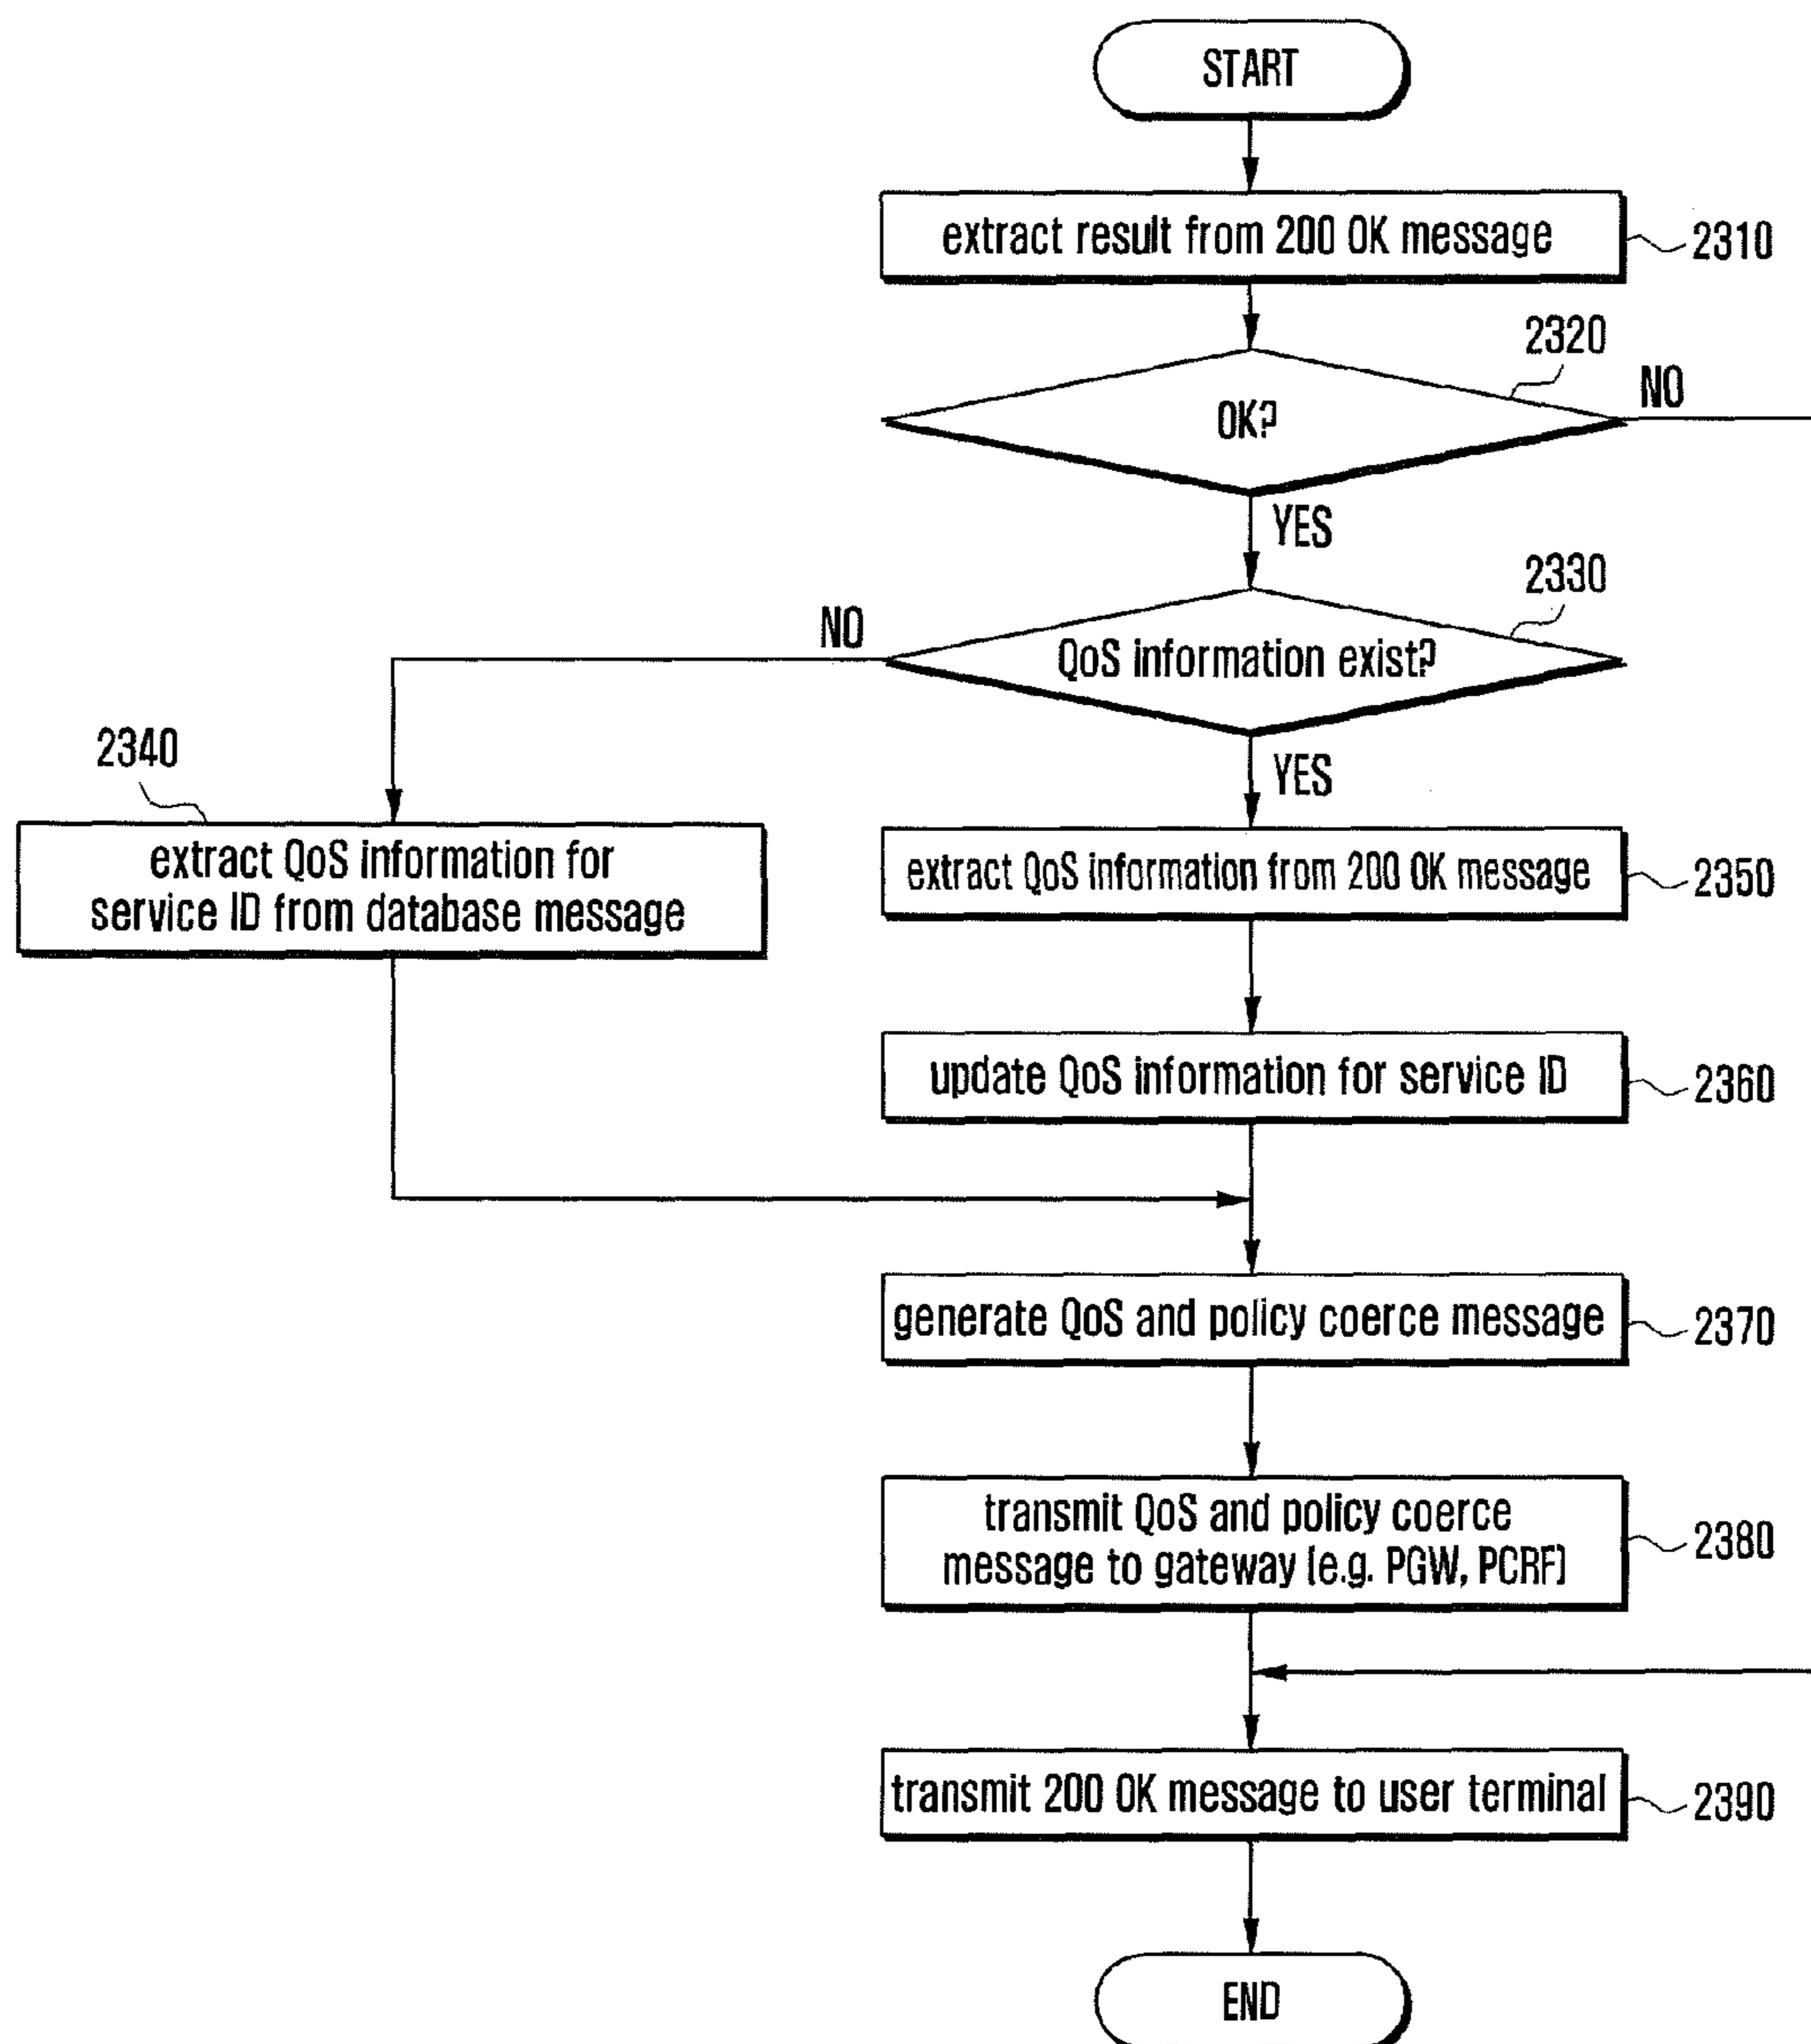 START
extract result from 200 OK message
2310
2320
OK?
NO
YES
2330
NO
QoS information exist?
YES
2340
extract QoS information for
service ID from database message
extract QoS information from 200 OK message
2350
update QoS information for service ID
2360
generate QoS and policy coerce message
2370
transmit QoS and policy coerce
message to gateway (e.g. PGW, PCRF)
2380
transmit 200 OK message to user terminal
2390
END